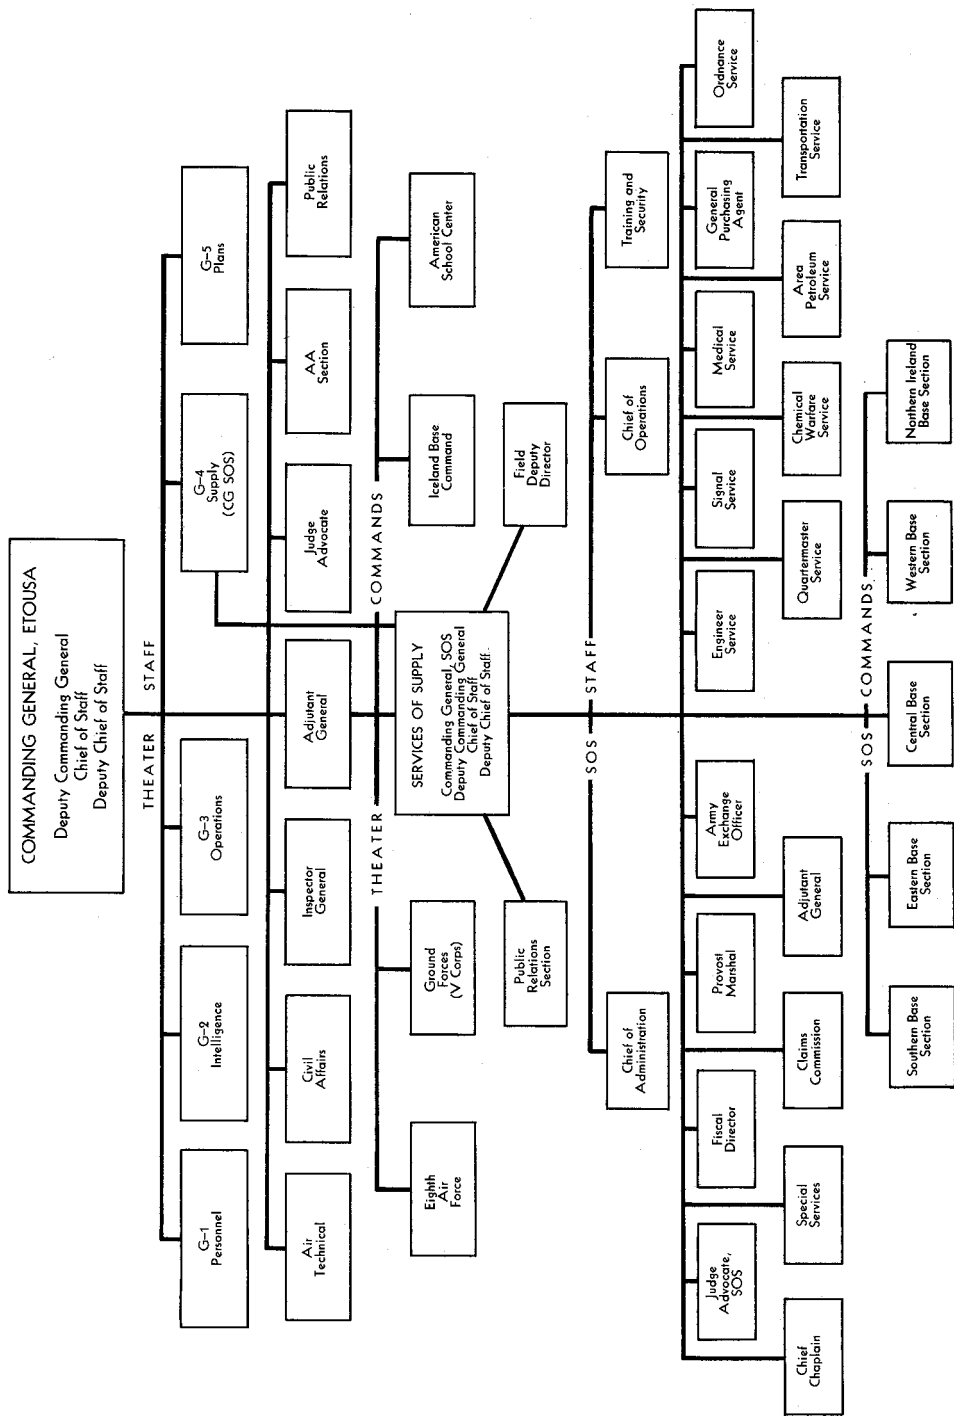 COMMANDING GENERAL, ETOUSA
Deputy Commanding General
Chief of Staff
Deputy Chief of Staff
THEATER STAFF
G-1
Personnel
G-2
Intelligence
G-3
Operations
G-4
Supply
(CG SOS)
G-5
Plans
Air
Technical
Civil
Affairs
Inspector
General
Adjutant
General
Judge
Advocate
AA
Section
Public
Relations
THEATER COMMANDS
Eighth
Air
Force
Ground
Forces
(V Corps)
SERVICES OF SUPPLY
Commanding General, SOS
Deputy Commanding General
Chief of Staff
Deputy Chief of Staff
Iceland Base
Command
American
School Center
Public
Relations
Section
Field
Deputy
Director
SOS STAFF
Chief of
Administration
Chief of
Operations
Training and
Security
Judge
Advocate,
SOS
Fiscal
Director
Provost
Marshal
Army
Exchange
Officer
Engineer
Service
Signal
Service
Medical
Service
General
Purchasing
Agent
Ordnance
Service
Chief
Chaplain
Special
Services
Claims
Commission
Adjutant
General
Quartermaster
Service
Chemical
Warfare
Service
Area
Petroleum
Service
Transportation
Service
SOS COMMANDS
Southern Base
Section
Eastern Base
Section
Central Base
Section
Western Base
Section
Northern Ireland
Base Section